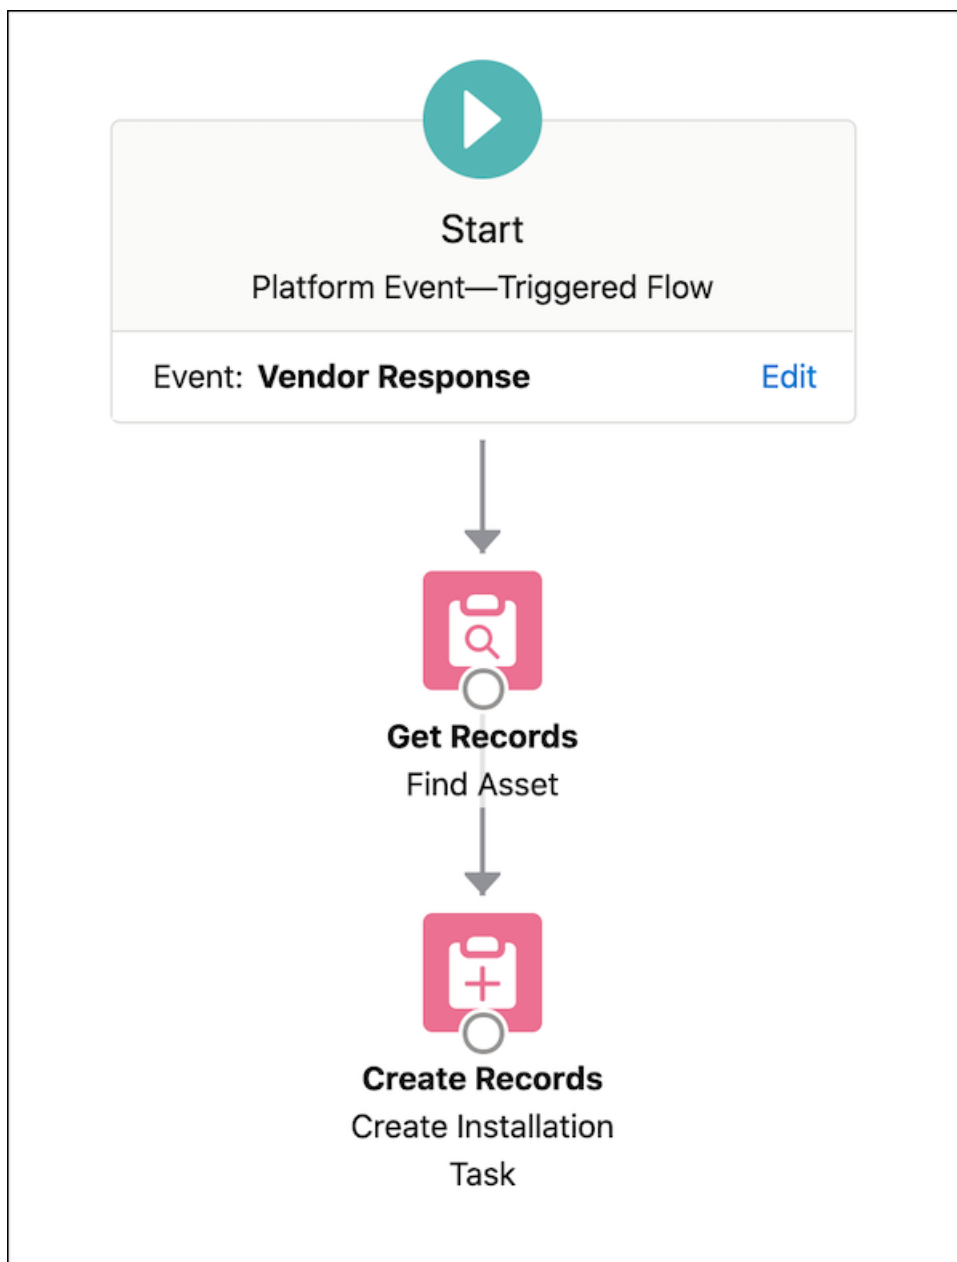 Start
Platform Event—Triggered Flow
Event: Vendor Response Edit
Get Records
Find Asset
Create Records
Create Installation
Task